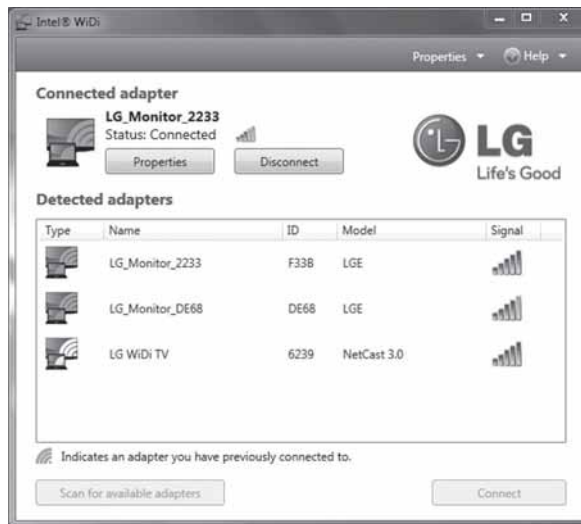 Intel® WiDi
Properties Help
Connected adapter
LG_Monitor_2233
Status: Connected
Properties Disconnect
LG
Life's Good
Detected adapters
Type Name ID Model Signal
LG_Monitor_2233 F33B LGE
LG_Monitor_DE68 DE68 LGE
LG WiDi TV 6239 NetCast 3.0
Indicates an adapter you have previously connected to.
Scan for available adapters Connect